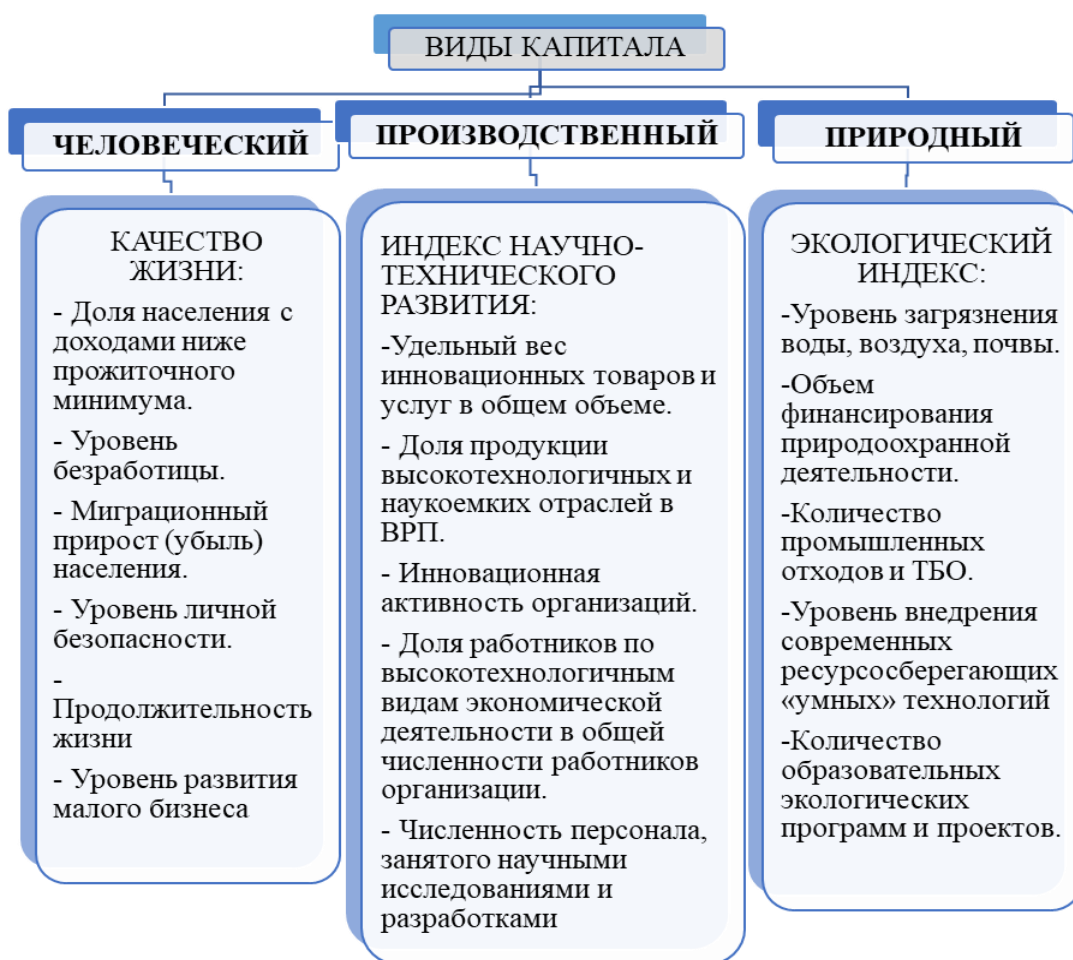 ВИДЫ КАПИТАЛА
ЧЕЛОВЕЧЕСКИЙ
КАЧЕСТВО
ЖИЗНИ:
- Доля населения с
доходами ниже
прожиточного
минимума.
- Уровень
безработицы.
- Миграционный
прирост (убыль)
населения.
- Уровень личной
безопасности.
-
Продолжительность
жизни
- Уровень развития
малого бизнеса
ПРОИЗВОДСТВЕННЫЙ
ИНДЕКС НАУЧНО-
ТЕХНИЧЕСКОГО
РАЗВИТИЯ:
-Удельный вес
инновационных товаров и
услуг в общем объеме.
- Доля продукции
высокотехнологичных и
наукоемких отраслей в
ВРП.
- Инновационная
активность организаций.
- Доля работников по
высокотехнологичным
видам экономической
деятельности в общей
численности работников
организации.
- Численность персонала,
занятого научными
исследованиями и
разработками
ПРИРОДНЫЙ
ЭКОЛОГИЧЕСКИЙ
ИНДЕКС:
-Уровень загрязнения
воды, воздуха, почвы.
-Объем
финансирования
природоохранной
деятельности.
-Количество
промышленных
отходов и ТБО.
-Уровень внедрения
современных
ресурсосберегающих
«умных» технологий
-Количество
образовательных
экологических
программ и проектов.